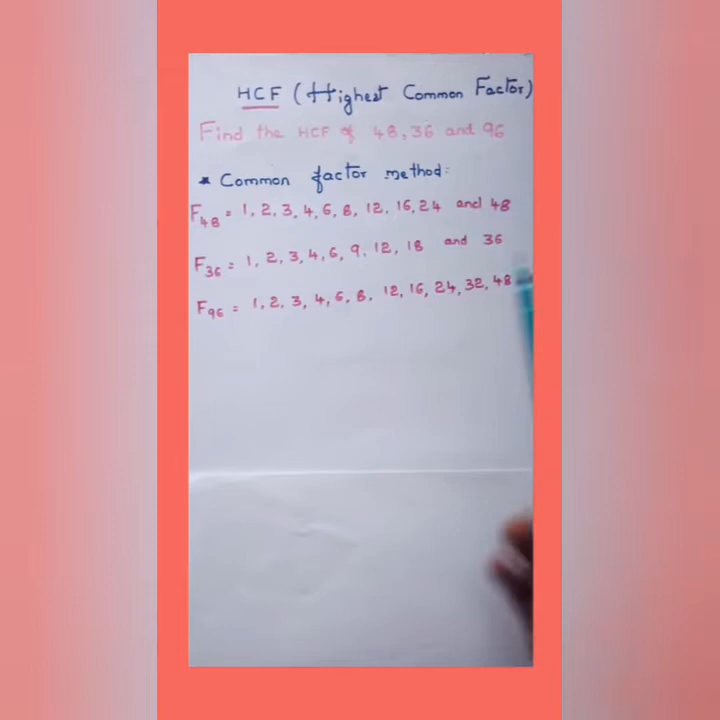 HCF (Highest Common Factor)
Find the HCF of 48, 36 and 96
* Common factor method:
F48 = 1, 2, 3, 4, 6, 8, 12, 16, 24 and 48
F36 = 1, 2, 3, 4, 6, 9, 12, 18 and 36
F96 = 1, 2, 3, 4, 6, 8, 12, 16, 24, 32, 48